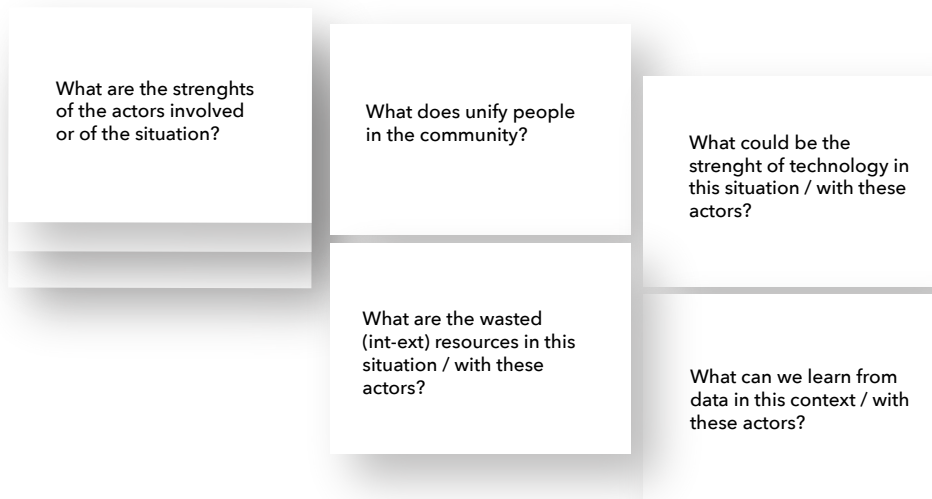 What are the strenghts
of the actors involved
or of the situation?
What does unify people
in the community?
What are the wasted
(int-ext) resources in this
situation / with these
actors?
What could be the
strenght of technology in
this situation / with these
actors?
What can we learn from
data in this context / with
these actors?